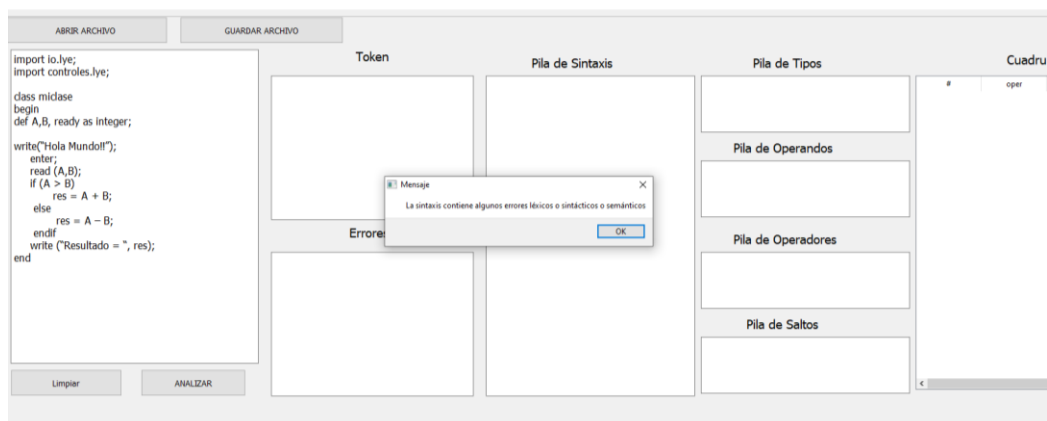 ABRIR ARCHIVO
GUARDAR ARCHIVO
import io.lye;
import controles.lye;
class miclase
begin
def A,B, ready as integer;
write("Hola Mundo!!");
enter;
read (A,B);
if (A > B)
res = A + B;
else
res = A – B;
endif
write ("Resultado = ", res);
end
Limpiar
ANALIZAR
Token
Errores
Pila de Sintaxis
Pila de Tipos
Pila de Operandos
Pila de Operadores
Pila de Saltos
Cuadru
#
oper
Mensaje
La sintaxis contiene algunos errores léxicos o sintácticos o semánticos
OK